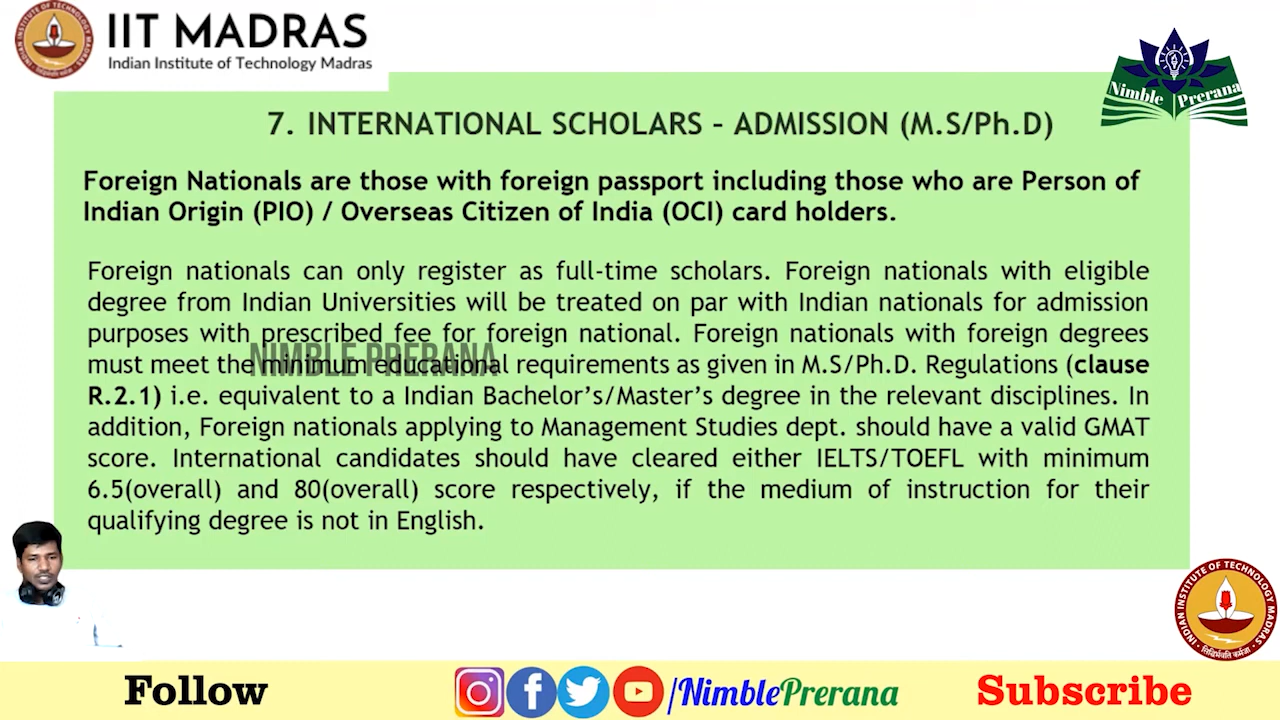 IIT MADRAS
Indian Institute of Technology Madras
Nimble Prerana
7. INTERNATIONAL SCHOLARS – ADMISSION (M.S/Ph.D)
Foreign Nationals are those with foreign passport including those who are Person of
Indian Origin (PIO) / Overseas Citizen of India (OCI) card holders.
Foreign nationals can only register as full-time scholars. Foreign nationals with eligible
degree from Indian Universities will be treated on par with Indian nationals for admission
purposes with prescribed fee for foreign national. Foreign nationals with foreign degrees
must meet the minimum educational requirements as given in M.S/Ph.D. Regulations (clause
R.2.1) i.e. equivalent to a Indian Bachelor's/Master's degree in the relevant disciplines. In
addition, Foreign nationals applying to Management Studies dept. should have a valid GMAT
score. International candidates should have cleared either IELTS/TOEFL with minimum
6.5(overall) and 80(overall) score respectively, if the medium of instruction for their
qualifying degree is not in English.
NIMBLE PRERANA
INDIAN INSTITUTE OF TECHNOLOGY MADRAS
सिद्धिर्भवति कर्मजा
Follow
/NimblePrerana
Subscribe